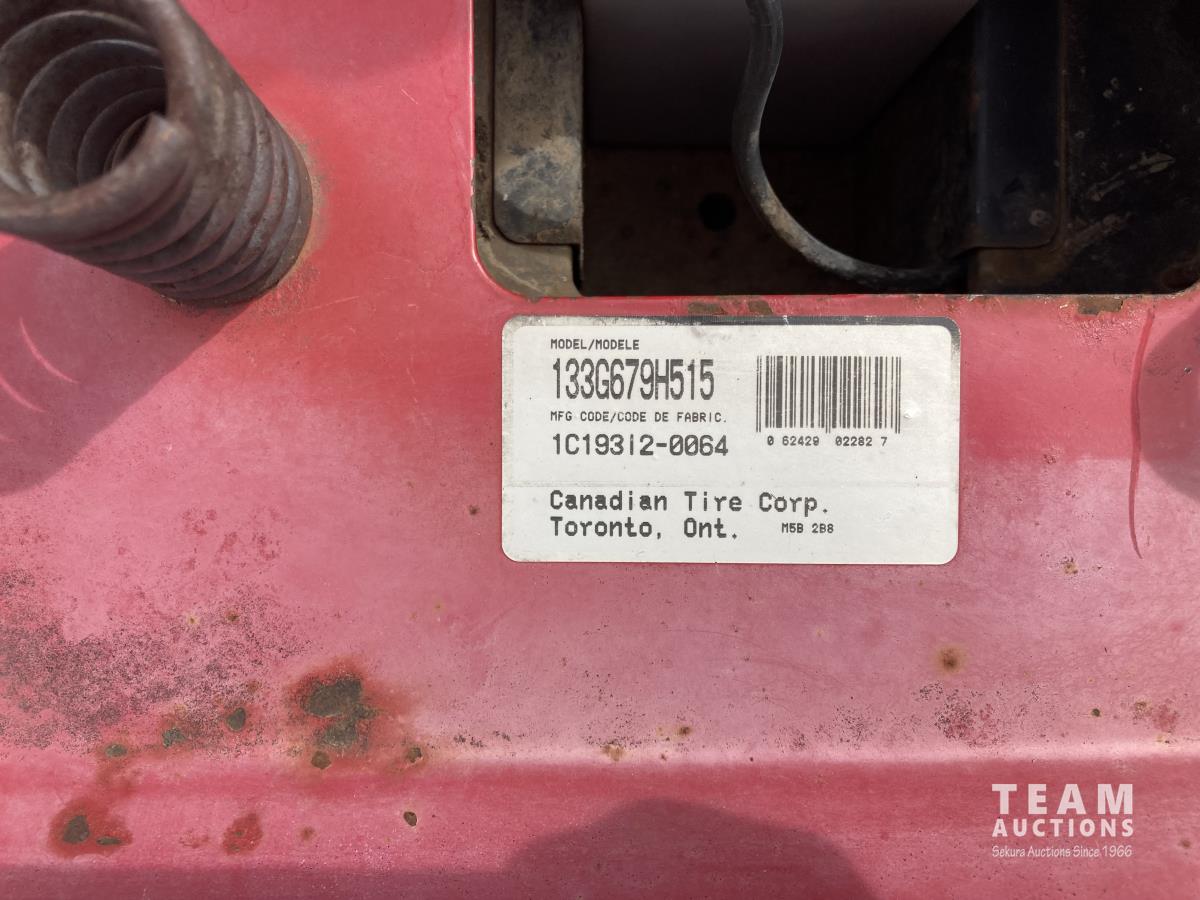 MODEL/MODELE
133G679H515
MFG CODE/CODE DE FABRIC.
1C19312-0064
0 62429 02282 7
Canadian Tire Corp.
Toronto, Ont. M5B 2B8
TEAM
AUCTIONS
Sekura Auctions Since 1966